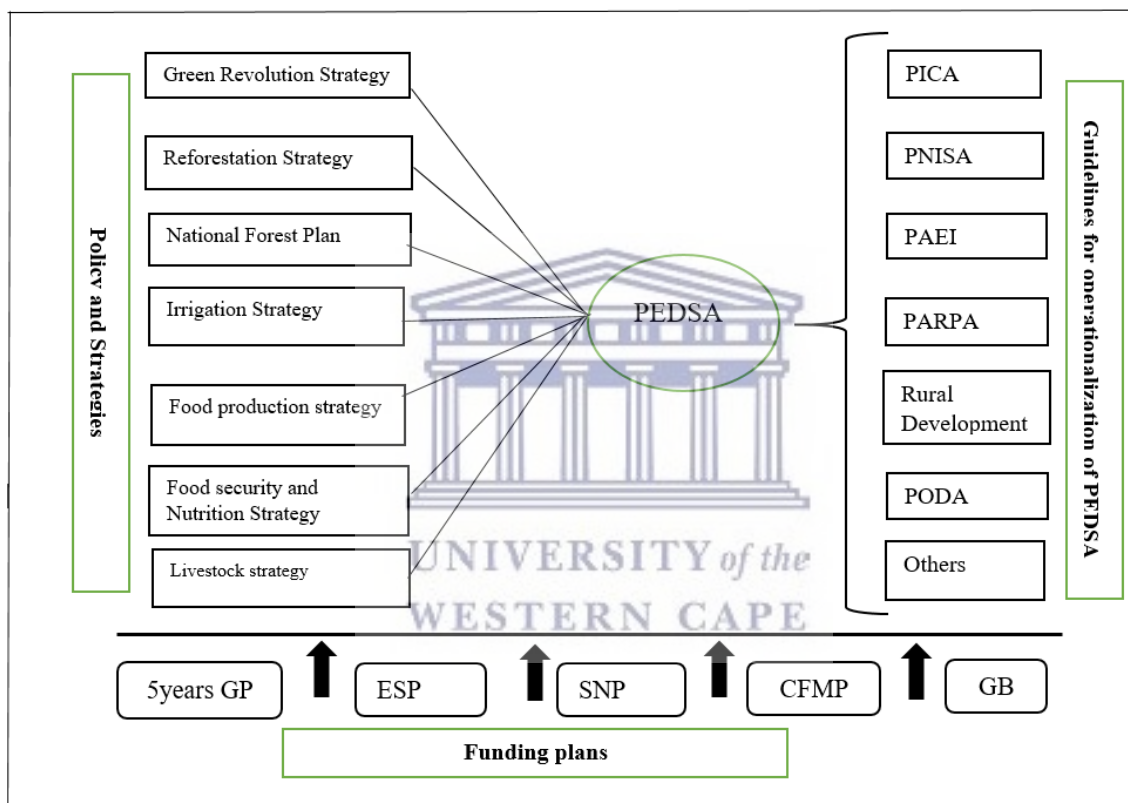 Policy and Strategies
Green Revolution Strategy
Reforestation Strategy
National Forest Plan
Irrigation Strategy
Food production strategy
Food security and
Nutrition Strategy
Livestock strategy
PEDSA
UNIVERSITY of the
WESTERN CAPE
PICA
PNISA
PAEI
PARPA
Rural
Development
PODA
Others
Guidelines for operationalization of PEDSA
5years GP
ESP
SNP
CFMP
GB
Funding plans